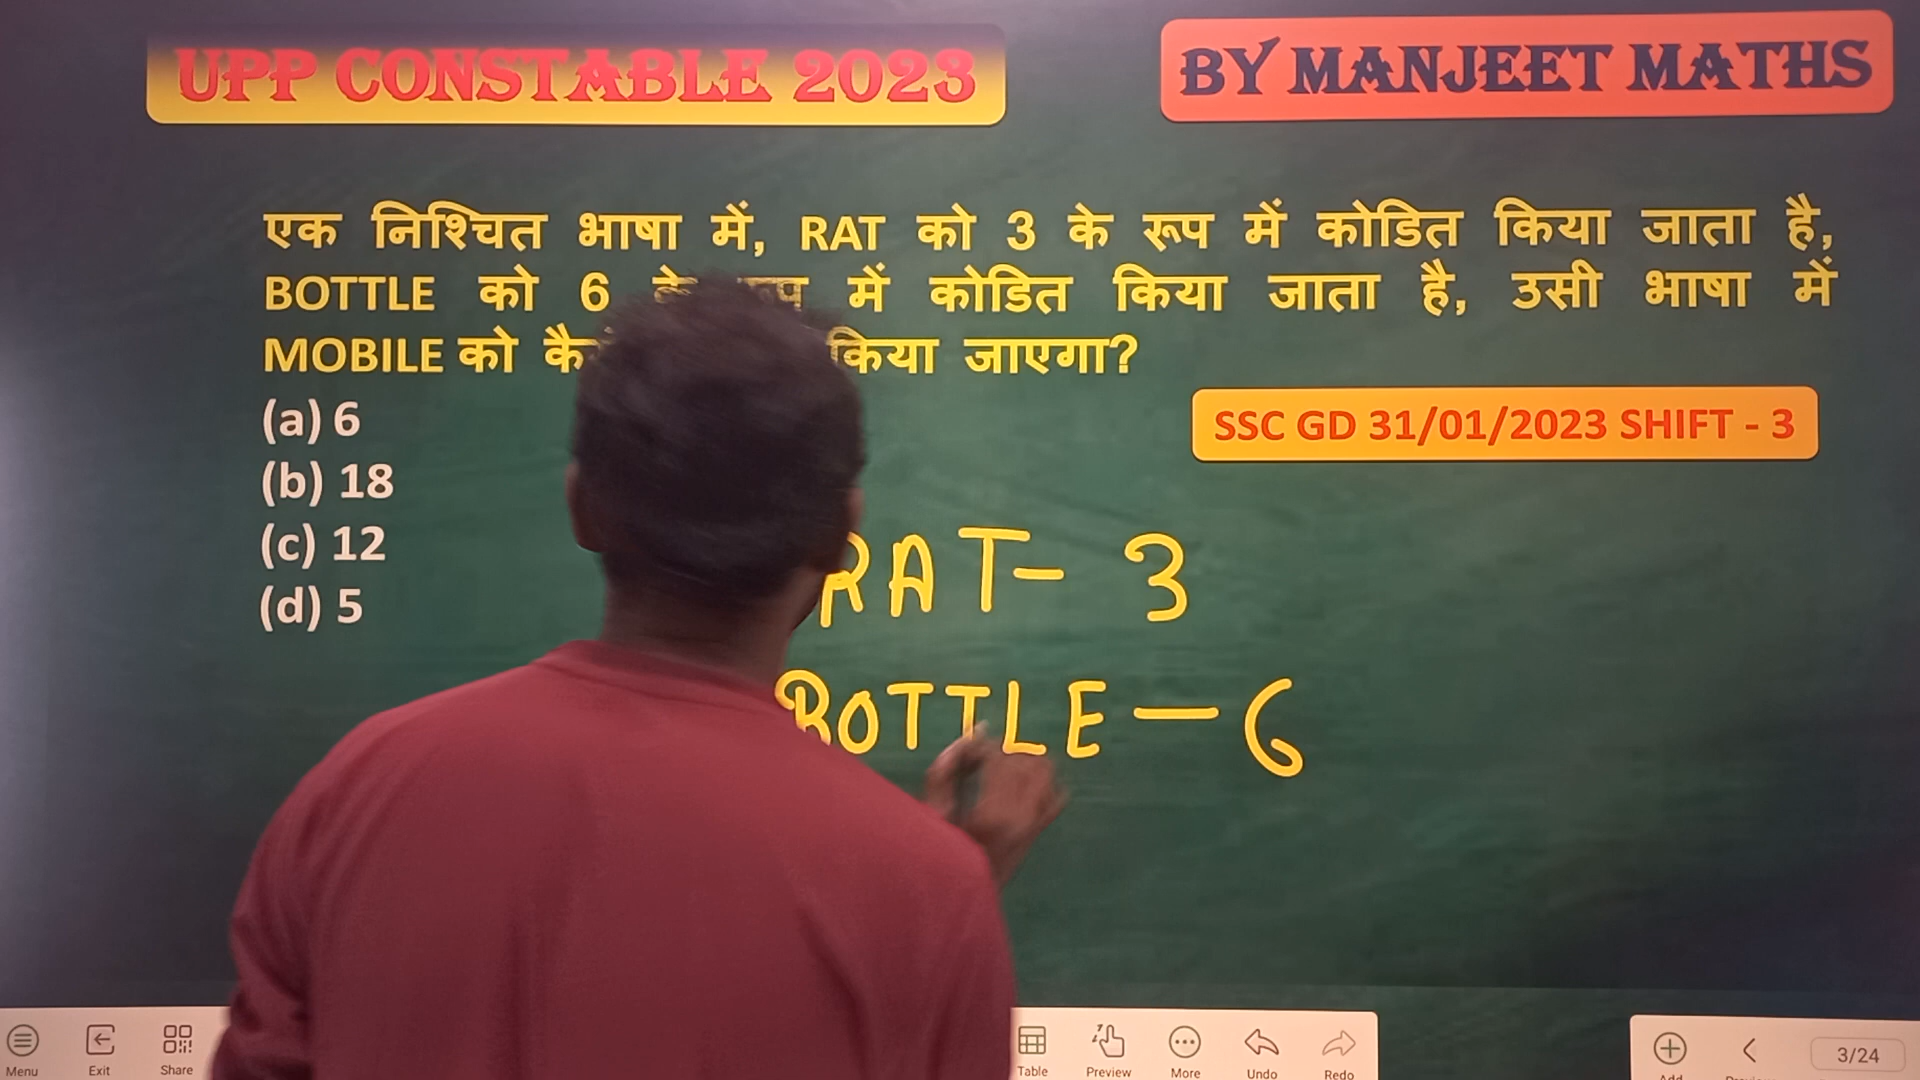 UPP CONSTABLE 2023
BY MANJEET MATHS
एक निश्चित भाषा में, RAT को 3 के रूप में कोडित किया जाता है,
BOTTLE को 6 के रूप में कोडित किया जाता है, उसी भाषा में
MOBILE को किया जाएगा?
(a) 6
(b) 18
(c) 12
(d) 5
SSC GD 31/01/2023 SHIFT - 3
RAT- 3
BOTTLE - 6
Menu
Exit
Share
Table
Preview
More
Undo
Redo
3/24